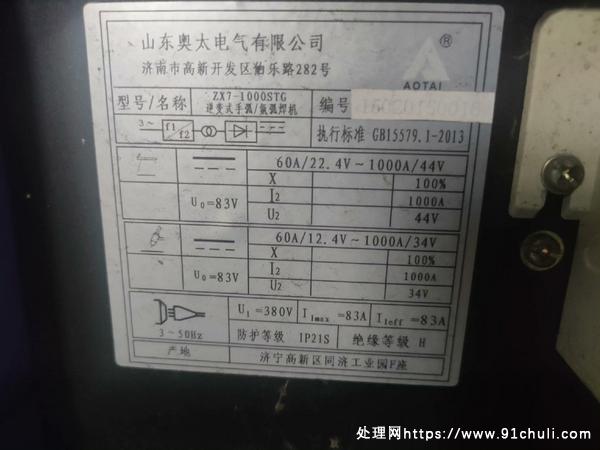 山东奥太电气有限公司
®
济南市高新开发区伯乐路282号
AOTAI
型号/名称 ZX7-1000STG 编号
逆变式手弧/氩弧焊机
3~ f1 f2 执行标准 GB15579.1-2013
60A/22.4V~1000A/44V
X 100%
U0=83V I2 1000A
U2 44V
60A/12.4V~1000A/34V
X 100%
U0=83V I2 1000A
U2 34V
U1=380V I1max=83A I1eff=83A
3~50Hz 防护等级 IP21S 绝缘等级 H
产地 济宁高新区同济工业园F座
处理网https://www.91chuli.com/